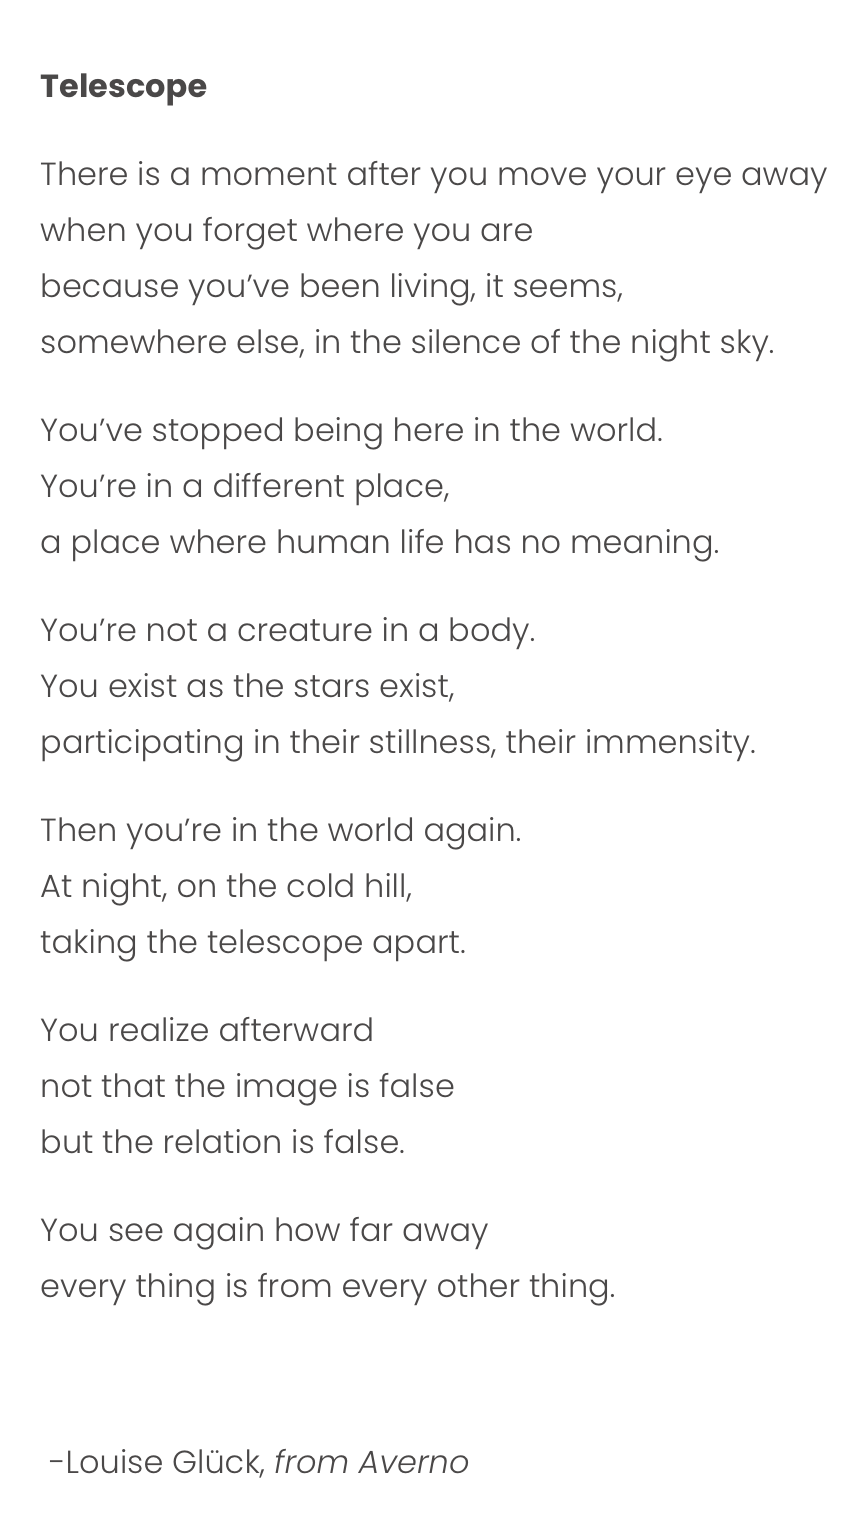 Telescope
There is a moment after you move your eye away
when you forget where you are
because you’ve been living, it seems,
somewhere else, in the silence of the night sky.
You’ve stopped being here in the world.
You’re in a different place,
a place where human life has no meaning.
You’re not a creature in a body.
You exist as the stars exist,
participating in their stillness, their immensity.
Then you’re in the world again.
At night, on the cold hill,
taking the telescope apart.
You realize afterward
not that the image is false
but the relation is false.
You see again how far away
every thing is from every other thing.
-Louise Glück, from Averno